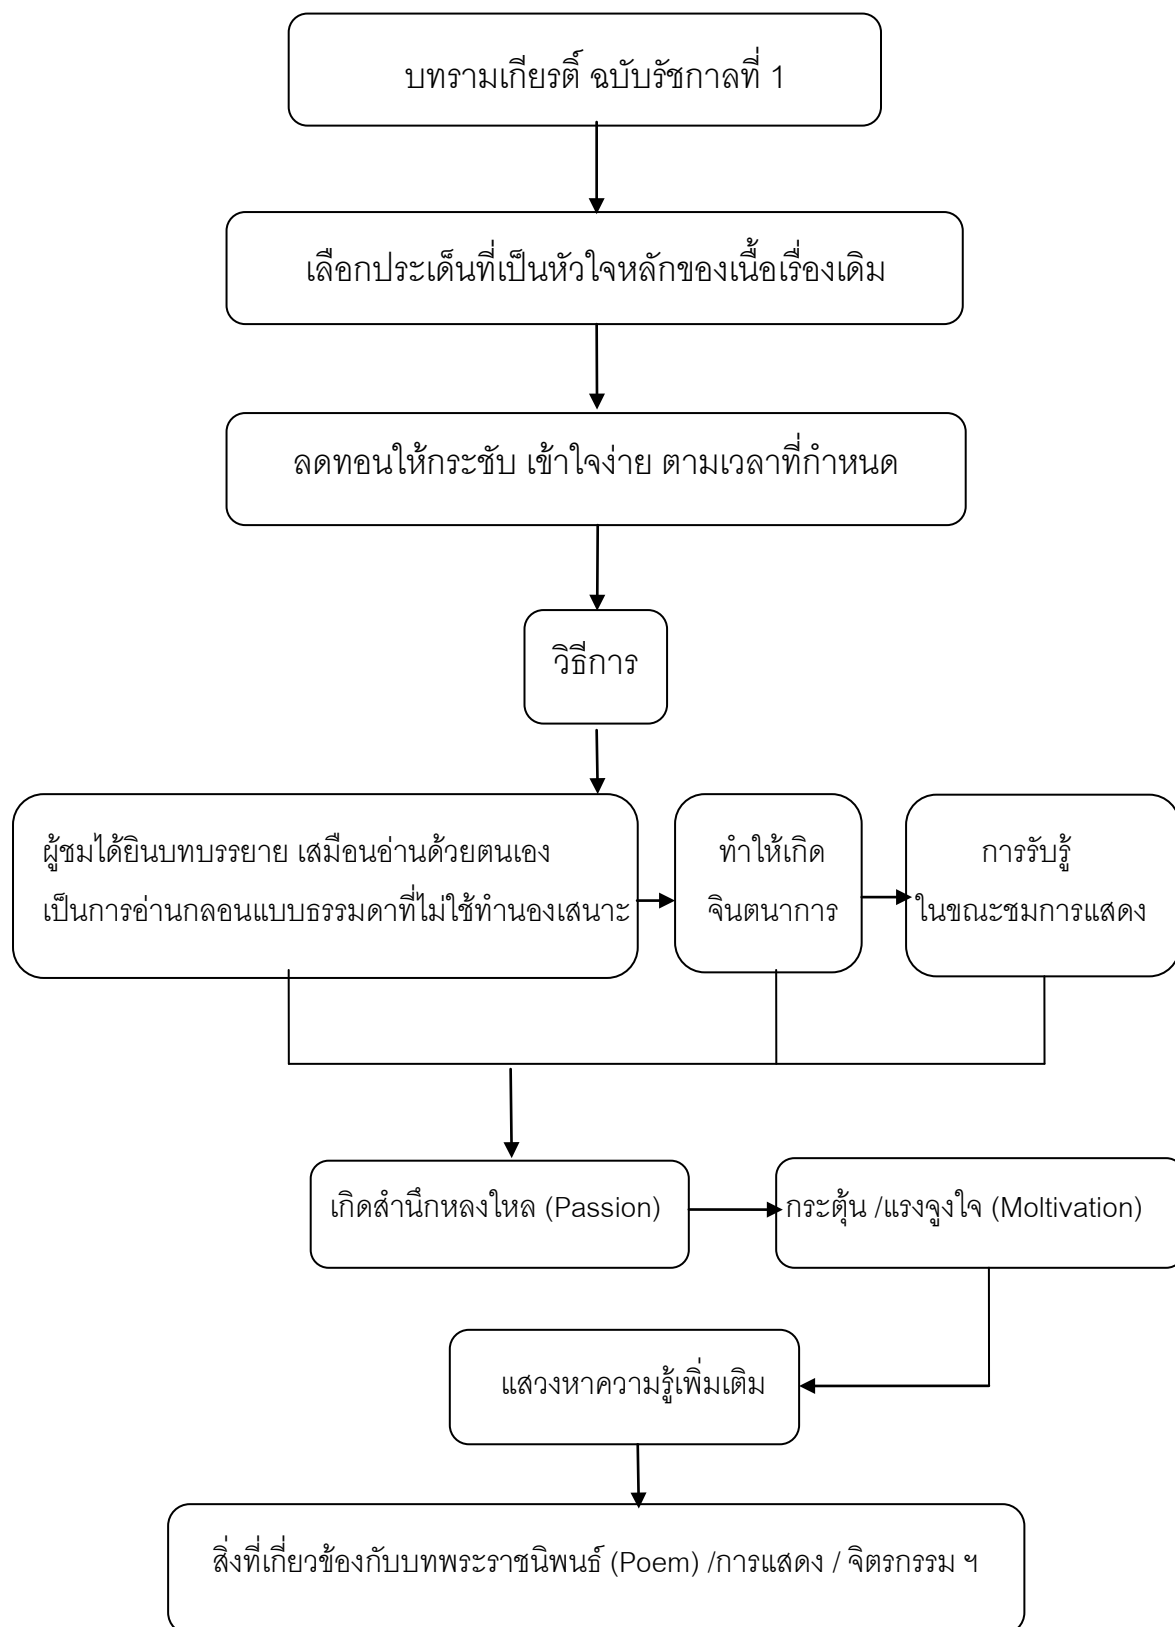 บทรามเกียรติ์ ฉบับรัชกาลที่ 1
เลือกประเด็นที่เป็นหัวใจหลักของเนื้อเรื่องเดิม
ลดทอนให้กระชับ เข้าใจง่าย ตามเวลาที่กำหนด
วิธีการ
ผู้ชมได้ยินบทบรรยาย เสมือนอ่านด้วยตนเอง
เป็นการอ่านกลอนแบบธรรมดาที่ไม่ใช้ทำนองเสนาะ
ทำให้เกิด
จินตนาการ
การรับรู้
ในขณะชมการแสดง
เกิดสำนึกหลงใหล (Passion)
กระตุ้น /แรงจูงใจ (Moltivation)
แสวงหาความรู้เพิ่มเติม
สิ่งที่เกี่ยวข้องกับบทพระราชนิพนธ์ (Poem) /การแสดง / จิตรกรรม ฯ